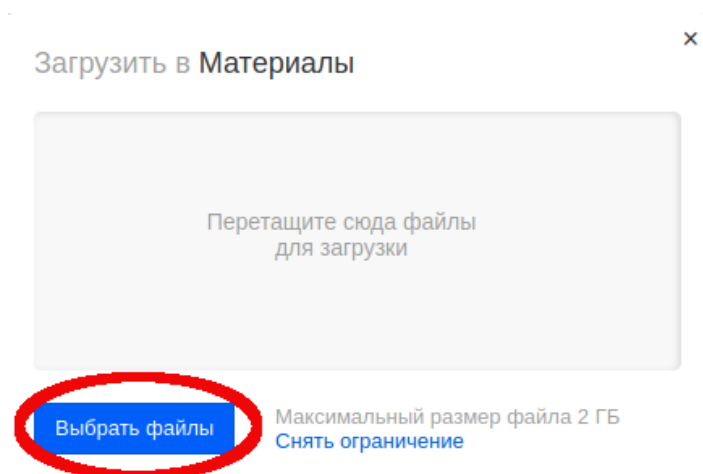 Загрузить в Материалы
×
Перетащите сюда файлы
для загрузки
Выбрать файлы
Максимальный размер файла 2 ГБ
Снять ограничение